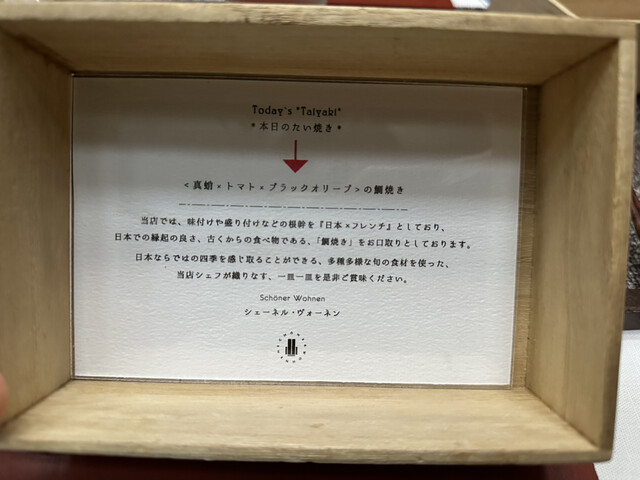 Today's *Taiyaki*
*本日のたい焼き*
<真蛸×トマト×ブラックオリーブ>の鯛焼き
当店では、味付けや盛り付けなどの根幹を『日本×フレンチ』としており、
日本での縁起の良さ、古くからの食べ物である、「鯛焼き」をお口取りとしております。
日本ならではの四季を感じ取ることができる、多種多様な旬の食材を使った、
当店シェフが織りなす、一皿一皿を是非ご賞味ください。
Schöner Wohnen
シェーネル・ヴォーネン